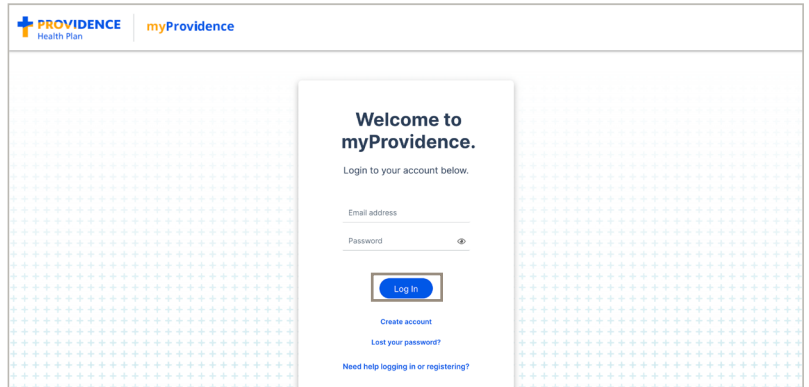 PROVIDENCE
Health Plan
myProvidence
Welcome to
myProvidence.
Login to your account below.
Email address
Password
Log In
Create account
Lost your password?
Need help logging in or registering?